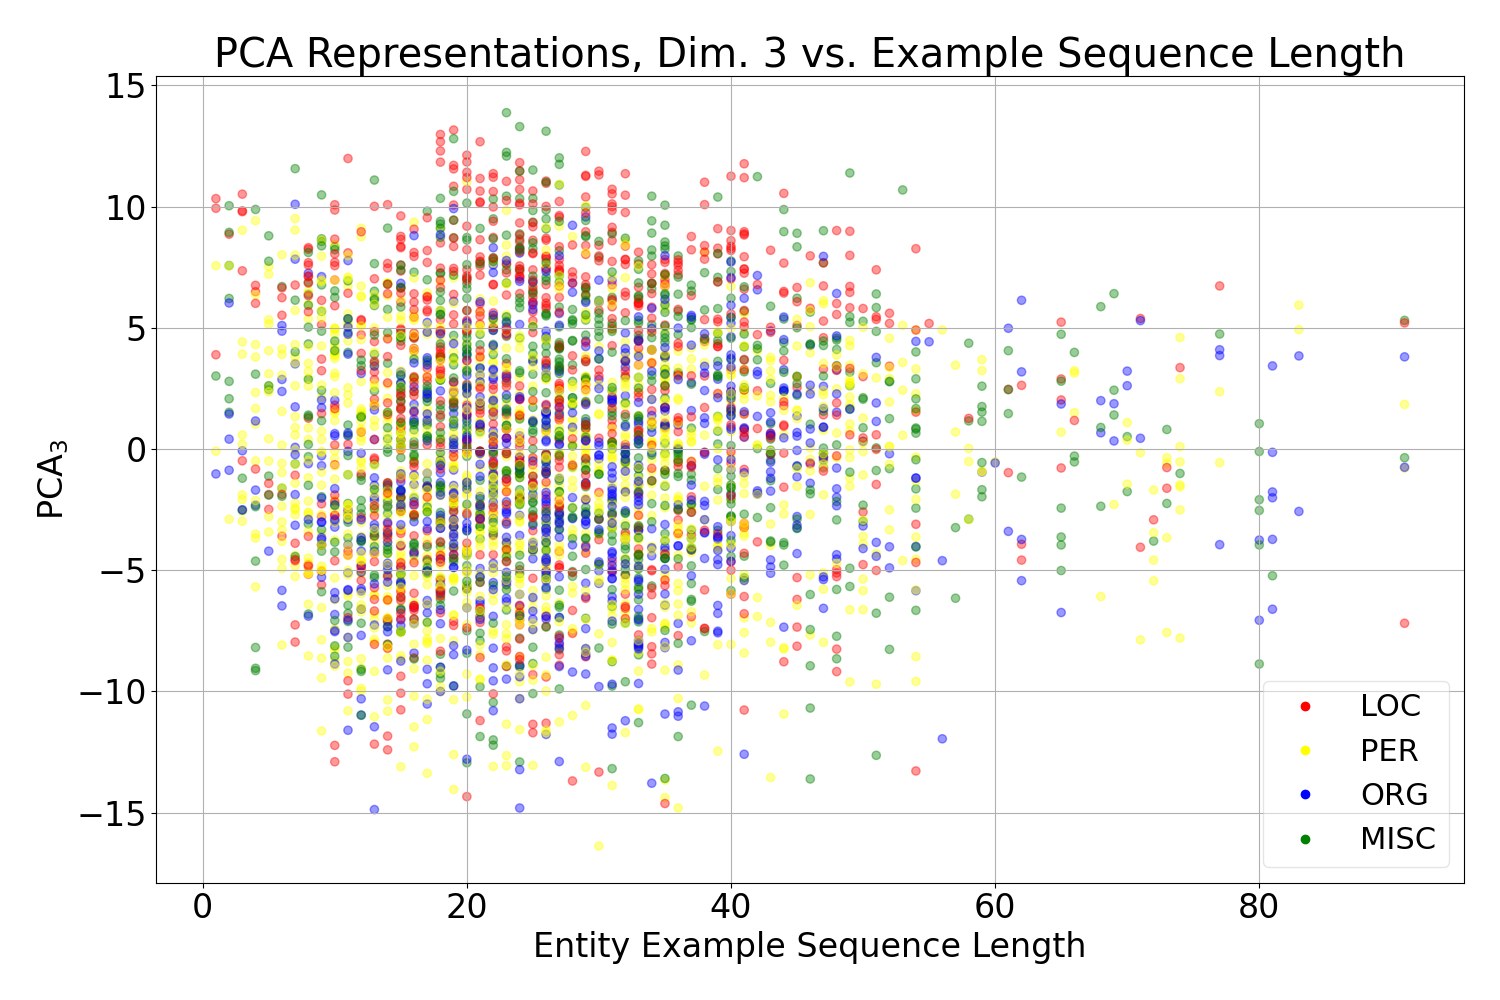 PCA Representations, Dim. 3 vs. Example Sequence Length
15
10
5
0
−5
−10
−15
PCA₃
0 20 40 60 80
Entity Example Sequence Length
LOC
PER
ORG
MISC